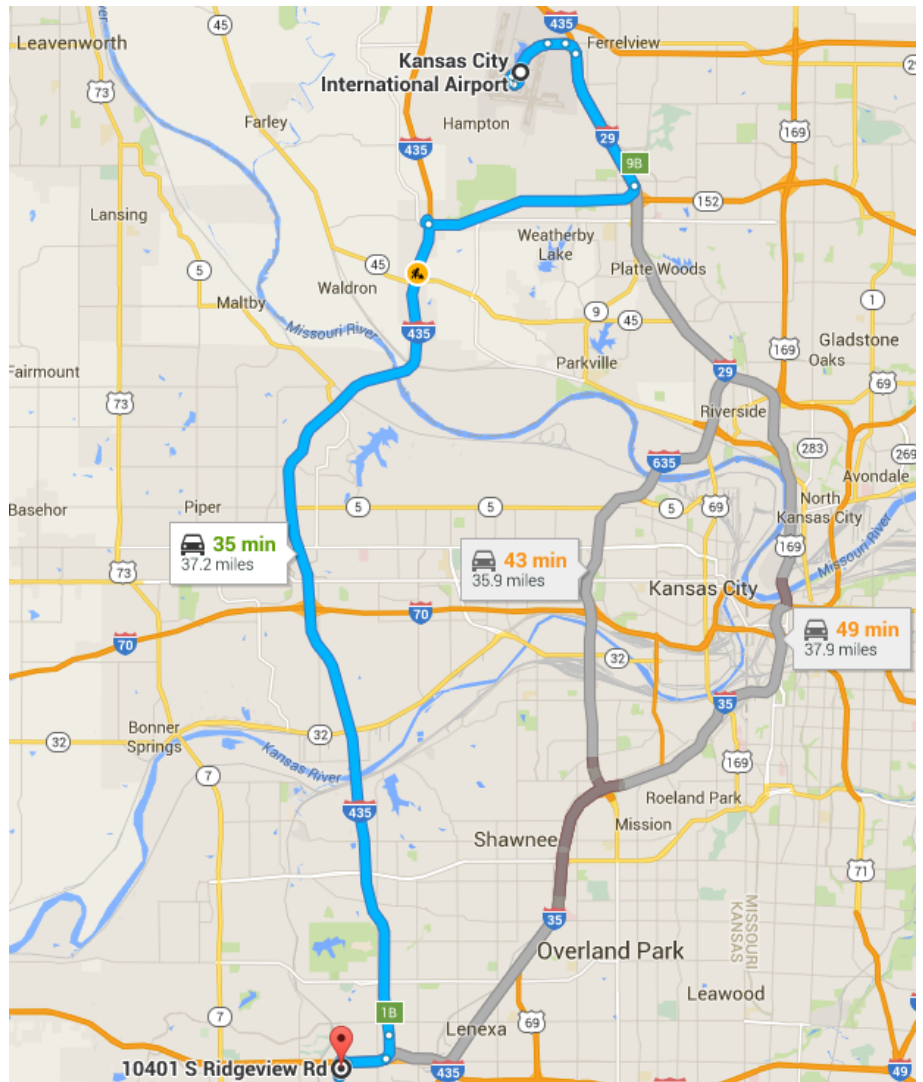 435
45
Leavenworth
Ferrelview
Kansas City
International Airport
29
73
Farley
Hampton
29
169
435
9B
152
Lansing
Weatherby
Lake
5
45
Platte Woods
Waldron
Maltby
1
9
45
Missouri River
435
Gladstone
169
Oaks
Parkville
Fairmount
29
69
73
Riverside
283
635
269
Avondale
Basehor
Piper
5
5
5
69
North
Kansas City
35 min
37.2 miles
43 min
35.9 miles
169
Missouri River
73
Kansas City
49 min
37.9 miles
70
70
32
Bonner
Springs
32
32
35
Kansas River
7
169
435
Roeland Park
Mission
Shawnee
71
35
MISSOURI
KANSAS
Overland Park
Leawood
1B
7
Lenexa
69
10401 S Ridgeview Rd
435
49